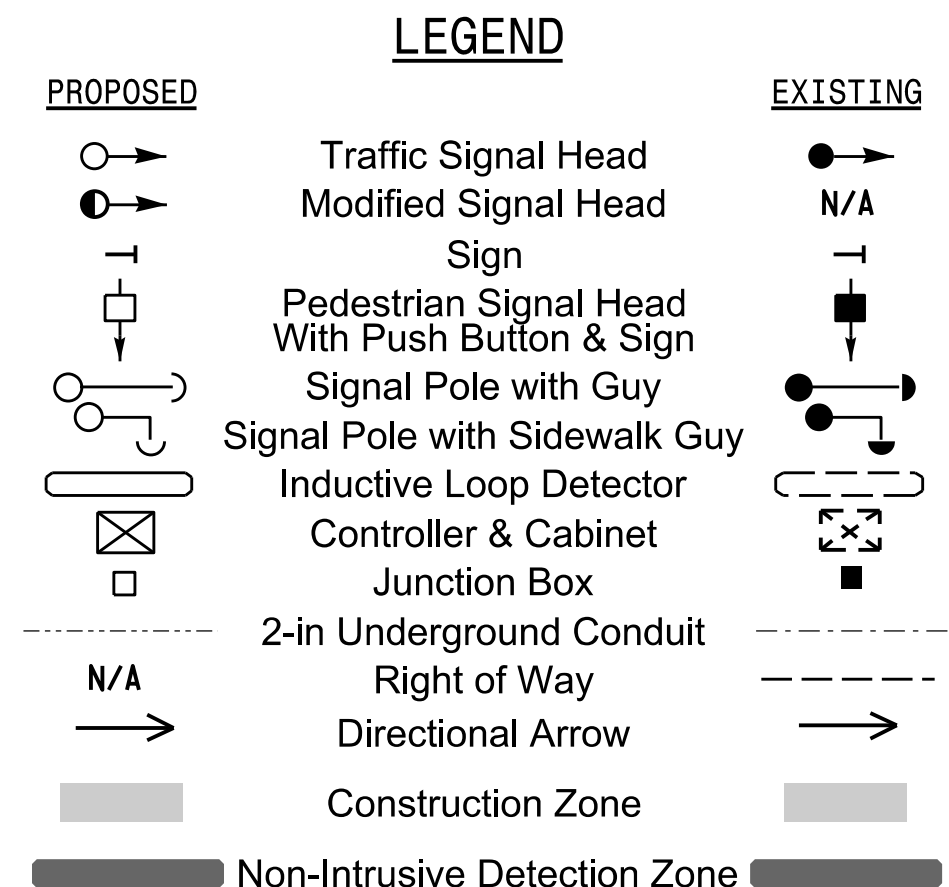 LEGEND
PROPOSED EXISTING
Traffic Signal Head
Modified Signal Head N/A
Sign
Pedestrian Signal Head
With Push Button & Sign
Signal Pole with Guy
Signal Pole with Sidewalk Guy
Inductive Loop Detector
Controller & Cabinet
Junction Box
2-in Underground Conduit
N/A Right of Way
Directional Arrow
Construction Zone
Non-Intrusive Detection Zone